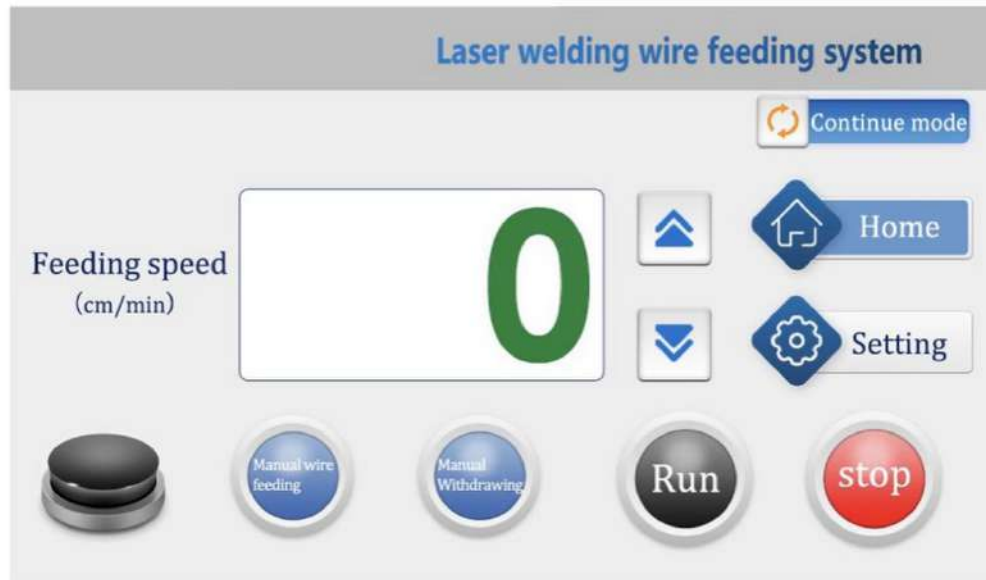 Laser welding wire feeding system
Continue mode
0
Home
Feeding speed
(cm/min)
Setting
Manual wire
feeding
Manual
Withdrawing
Run
stop